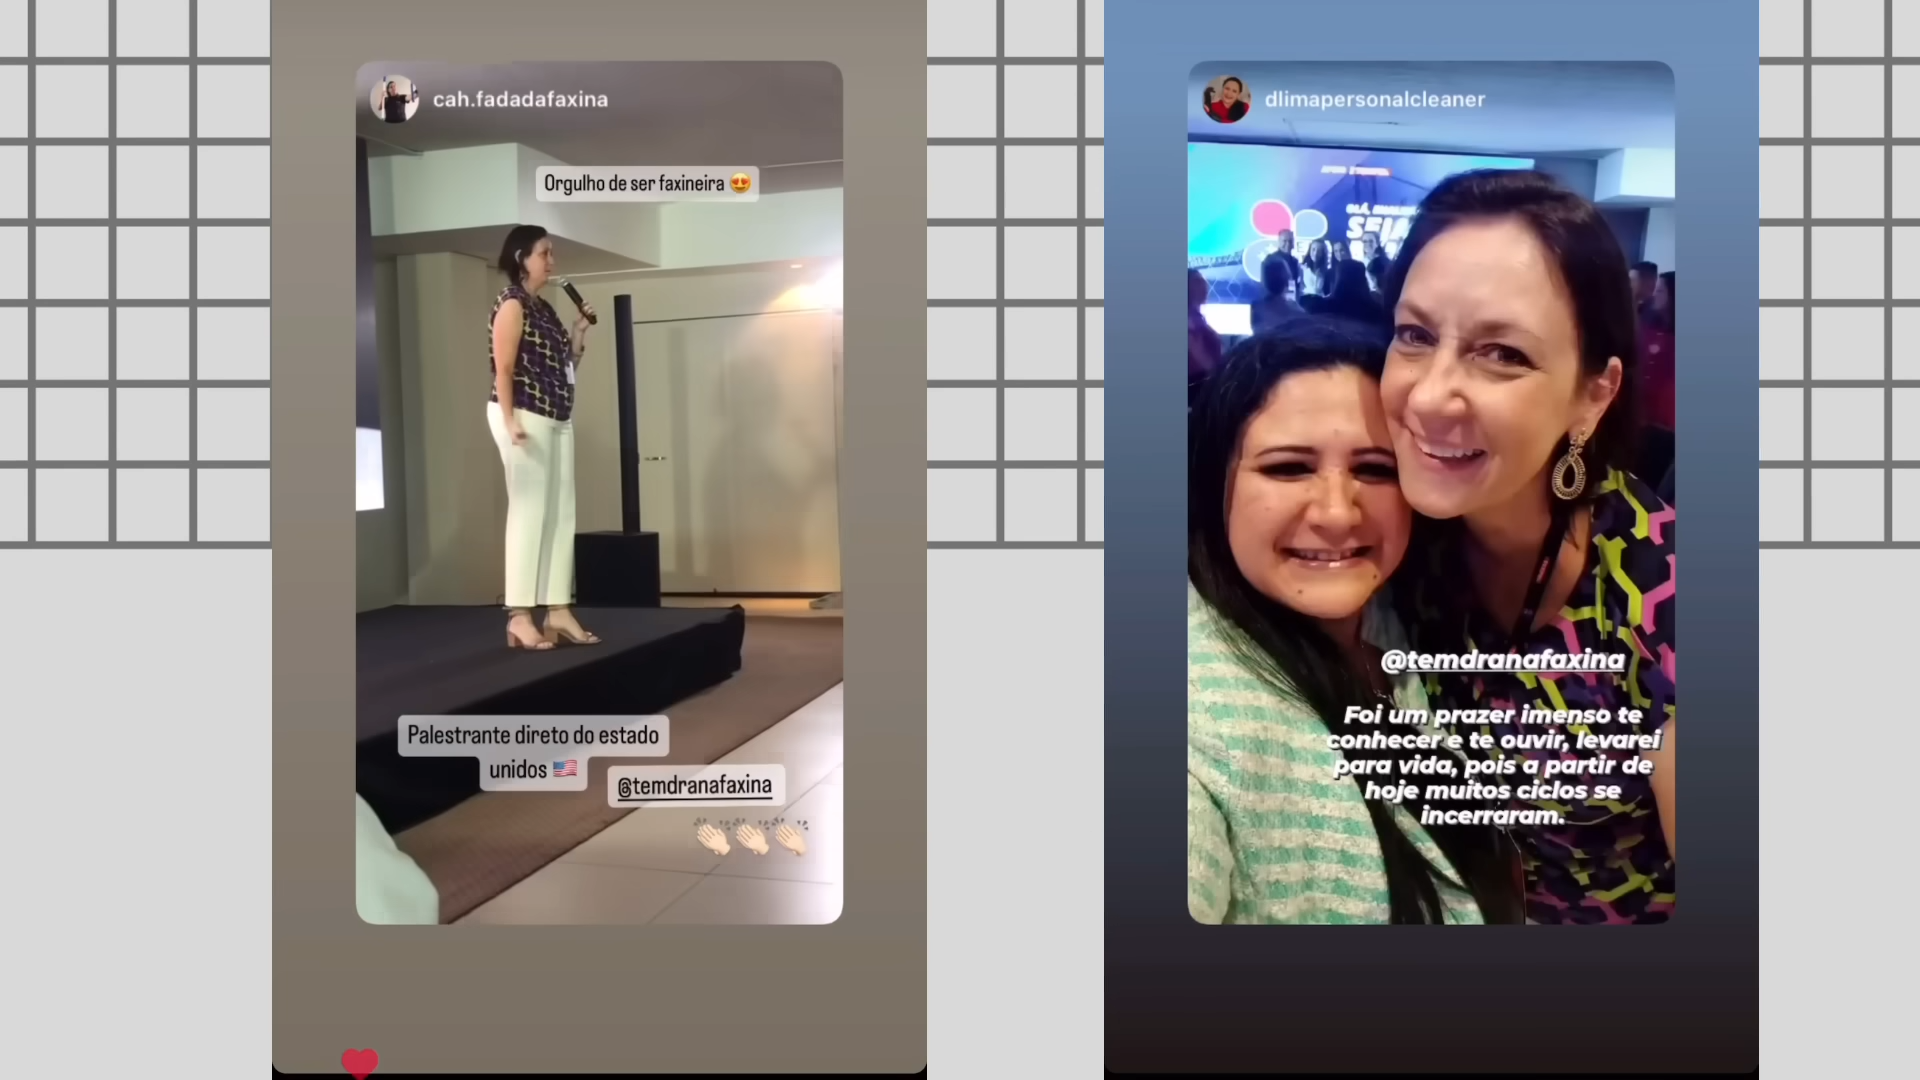 cah.fadadafaxina
Orgulho de ser faxineira 😍
Palestrante direto do estado
unidos 🇺🇸
@temdranafaxina
👏🏻👏🏻👏🏻
dlimapersonalcleaner
@temdranafaxina
Foi um prazer imenso te
conhecer e te ouvir, levarei
para vida, pois a partir de
hoje muitos ciclos se
incerraram.